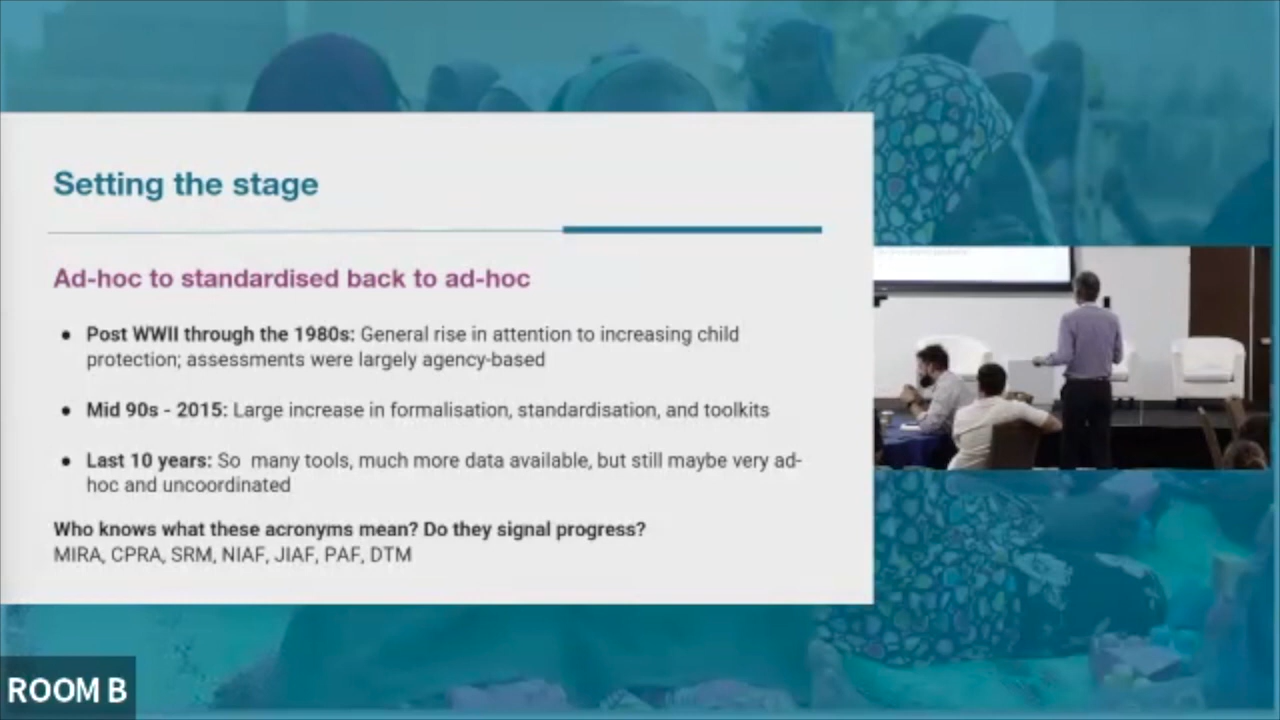 Setting the stage
Ad-hoc to standardised back to ad-hoc
● Post WWII through the 1980s: General rise in attention to increasing child
protection; assessments were largely agency-based
● Mid 90s - 2015: Large increase in formalisation, standardisation, and toolkits
● Last 10 years: So many tools, much more data available, but still maybe very ad-
hoc and uncoordinated
Who knows what these acronyms mean? Do they signal progress?
MIRA, CPRA, SRM, NIAF, JIAF, PAF, DTM
ROOM B